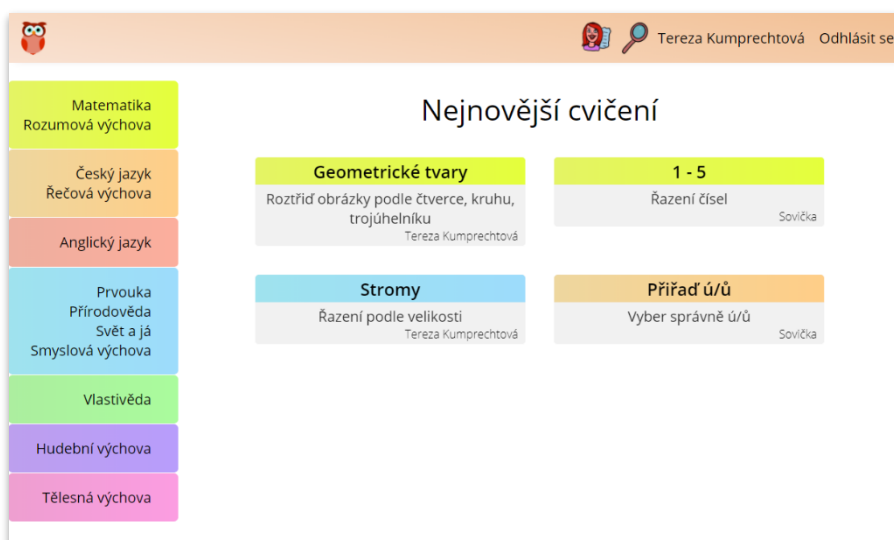 Tereza Kumprechtová Odhlásit se
Matematika
Rozumová výchova
Český jazyk
Řečová výchova
Anglický jazyk
Prvouka
Přírodověda
Svět a já
Smyslová výchova
Vlastivěda
Hudební výchova
Tělesná výchova
Nejnovější cvičení
Geometrické tvary
Roztřiď obrázky podle čtverce, kruhu,
trojúhelníku
Tereza Kumprechtová
1 - 5
Řazení čísel
Sovička
Stromy
Řazení podle velikosti
Tereza Kumprechtová
Přiřaď ú/ů
Vyber správně ú/ů
Sovička